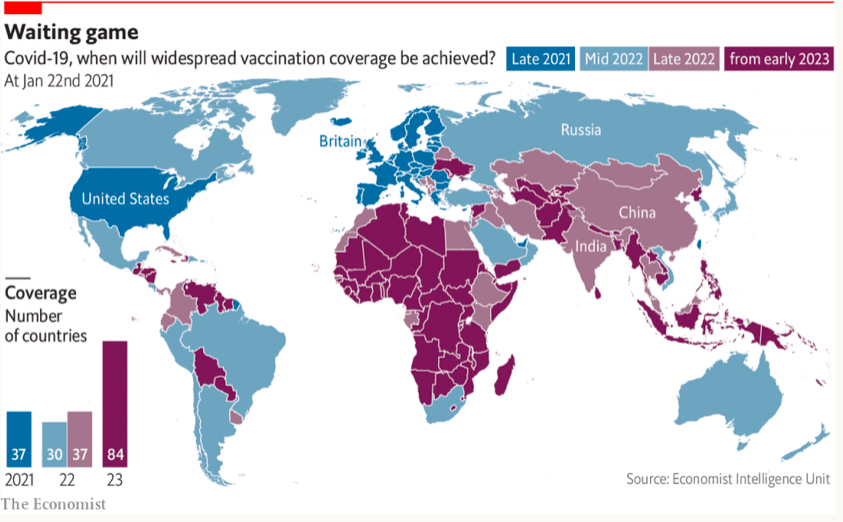 Waiting game
Covid-19, when will widespread vaccination coverage be achieved?
Late 2021 Mid 2022 Late 2022 from early 2023
At Jan 22nd 2021
Russia
Britain
United States
China
India
Coverage
Number
of countries
37 30 37 84
2021 22 23
Source: Economist Intelligence Unit
The Economist